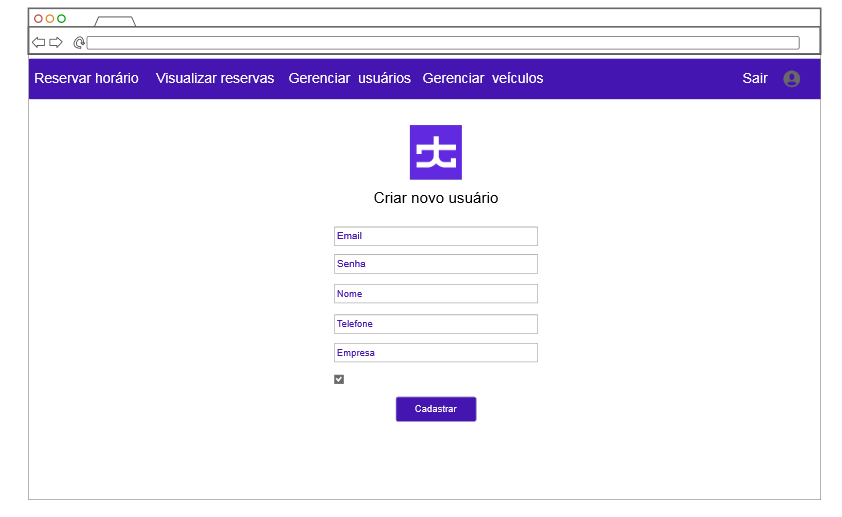 Reservar horário Visualizar reservas Gerenciar usuários Gerenciar veículos Sair
Criar novo usuário
Email
Senha
Nome
Telefone
Empresa
Cadastrar